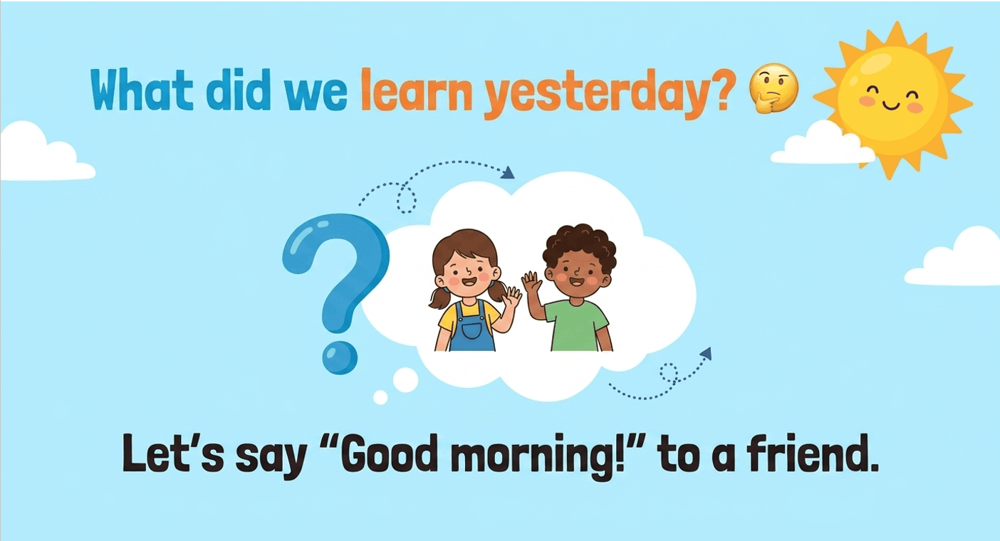 What did we learn yesterday? 🤔
Let’s say “Good morning!” to a friend.